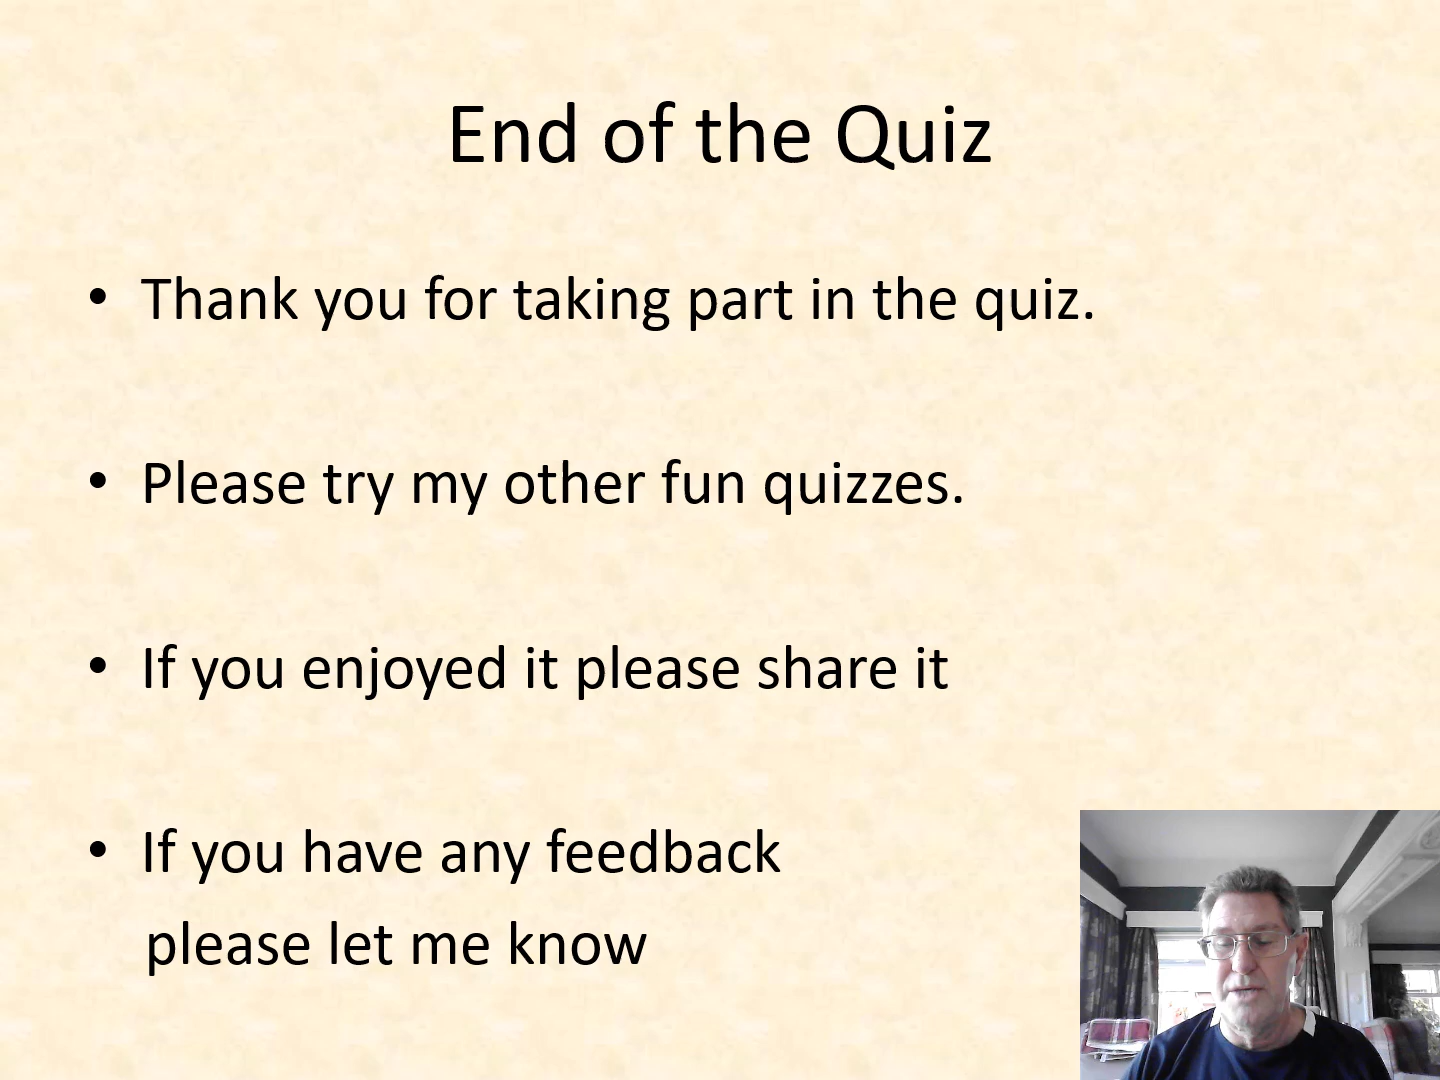 End of the Quiz
• Thank you for taking part in the quiz.
• Please try my other fun quizzes.
• If you enjoyed it please share it
• If you have any feedback
please let me know